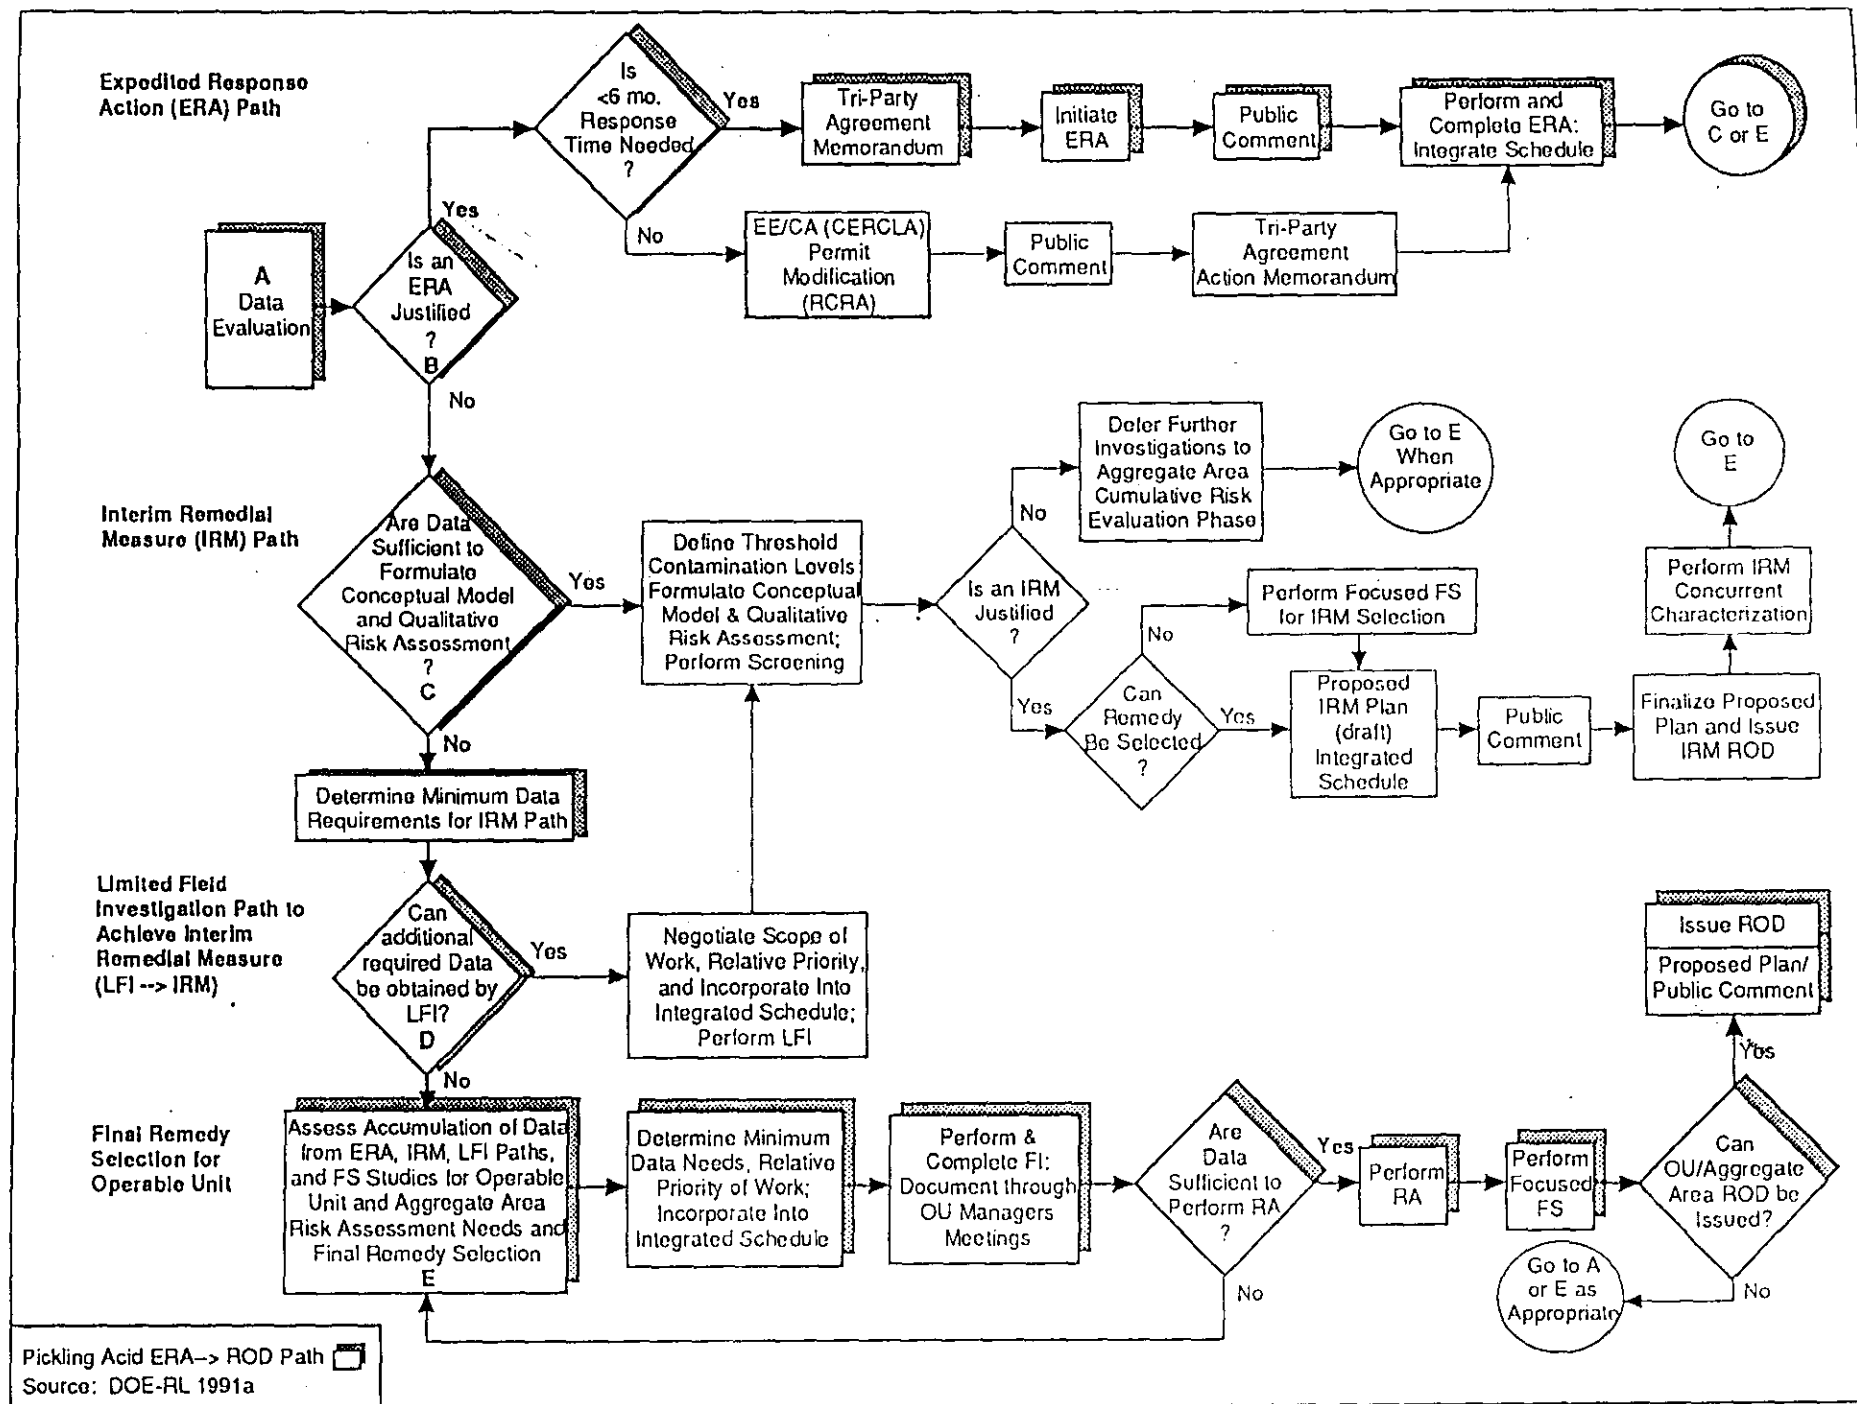 Expedited Response
Action (ERA) Path
Is
<6 mo.
Response
Time Needed
?
Yes
No
Tri-Party
Agreement
Memorandum
Initiate
ERA
Public
Comment
Perform and
Complete ERA:
Integrate Schedule
Go to
C or E
A
Data
Evaluation
Yes
Is an
ERA
Justified
?
B
No
EE/CA (CERCLA)
Permit
Modification
(RCRA)
Public
Comment
Tri-Party
Agreement
Action Memorandum
Interim Remedial
Measure (IRM) Path
Are Data
Sufficient to
Formulate
Conceptual Model
and Qualitative
Risk Assessment
?
C
Yes
No
Define Threshold
Contamination Levels
Formulate Conceptual
Model & Qualitative
Risk Assessment;
Perform Screening
Is an IRM
Justified
?
No
Yes
Defer Further
Investigations to
Aggregate Area
Cumulative Risk
Evaluation Phase
Go to E
When
Appropriate
Go to
E
Perform IRM
Concurrent
Characterization
Perform Focused FS
for IRM Selection
No
Can
Remedy
Be Selected
?
Yes
Proposed
IRM Plan
(draft)
Integrated
Schedule
Public
Comment
Finalize Proposed
Plan and Issue
IRM ROD
Determine Minimum Data
Requirements for IRM Path
Limited Field
Investigation Path to
Achieve Interim
Remedial Measure
(LFI --> IRM)
Can
additional
required Data
be obtained by
LFI?
D
Yes
No
Negotiate Scope of
Work, Relative Priority,
and Incorporate Into
Integrated Schedule;
Perform LFI
Issue ROD
Proposed Plan/
Public Comment
Yes
Final Remedy
Selection for
Operable Unit
Assess Accumulation of Data
from ERA, IRM, LFI Paths,
and FS Studies for Operable
Unit and Aggregate Area
Risk Assessment Needs and
Final Remedy Selection
E
Determine Minimum
Data Needs, Relative
Priority of Work;
Incorporate Into
Integrated Schedule
Perform &
Complete FI:
Document through
OU Managers
Meetings
Are
Data
Sufficient to
Perform RA
?
Yes
No
Perform
RA
Perform
Focused
FS
Can
OU/Aggregate
Area ROD be
Issued?
No
Go to A
or E as
Appropriate
Pickling Acid ERA–> ROD Path
Source: DOE-RL 1991a